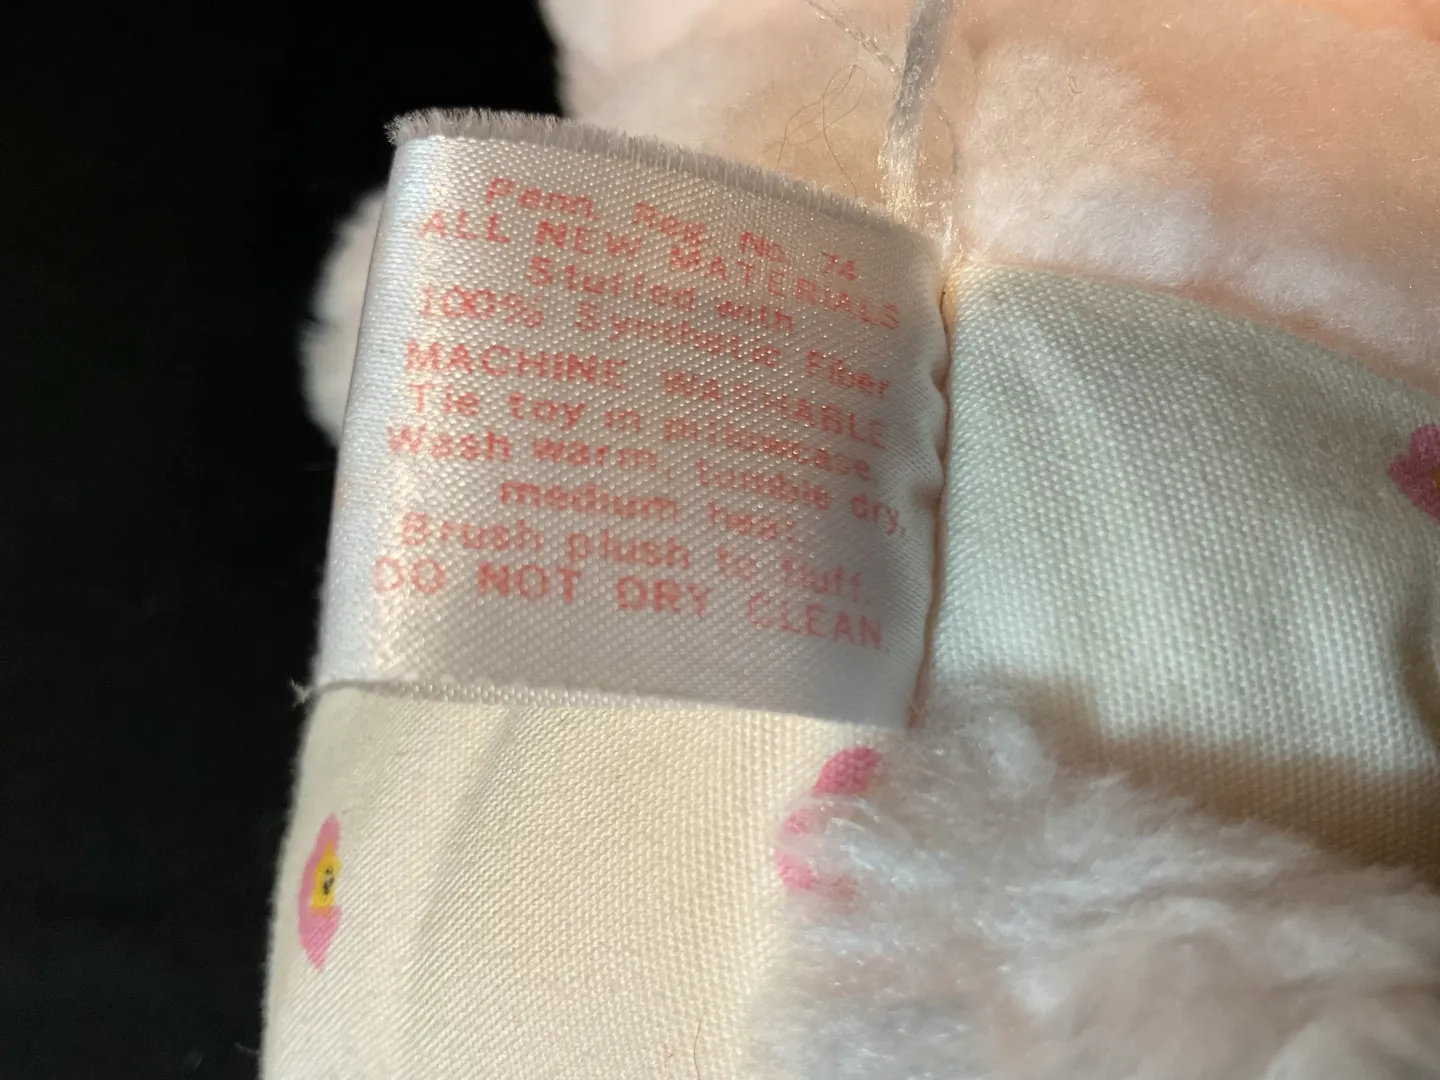 Penn. Reg. No. 74
ALL NEW MATERIALS
Stuffed with
100% Synthetic Fiber
MACHINE WASHABLE
Tie toy in pillowcase.
Wash warm, tumble dry,
medium heat.
Brush plush to fluff.
DO NOT DRY CLEAN.